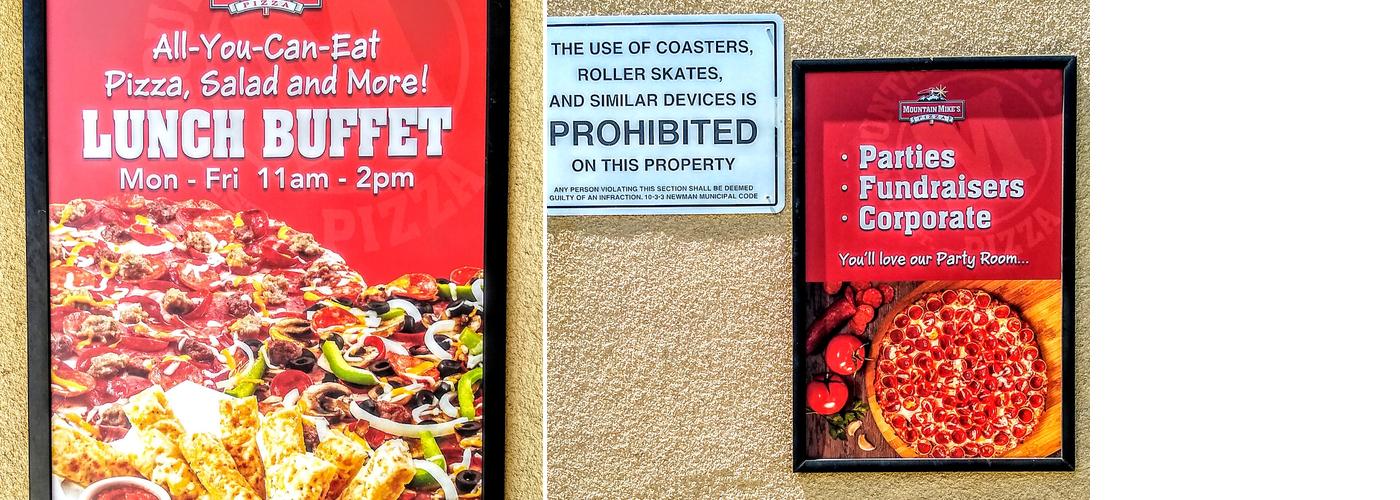 PIZZA
All-You-Can-Eat
Pizza, Salad and More!
LUNCH BUFFET
Mon - Fri 11am - 2pm
PIZZA
THE USE OF COASTERS,
ROLLER SKATES,
AND SIMILAR DEVICES IS
PROHIBITED
ON THIS PROPERTY
ANY PERSON VIOLATING THIS SECTION SHALL BE DEEMED
GUILTY OF AN INFRACTION. 10-3-3 NEWMAN MUNICIPAL CODE
MOUNTAIN MIKE'S
PIZZA
· Parties
· Fundraisers
· Corporate
You'll love our Party Room...
PIZZA